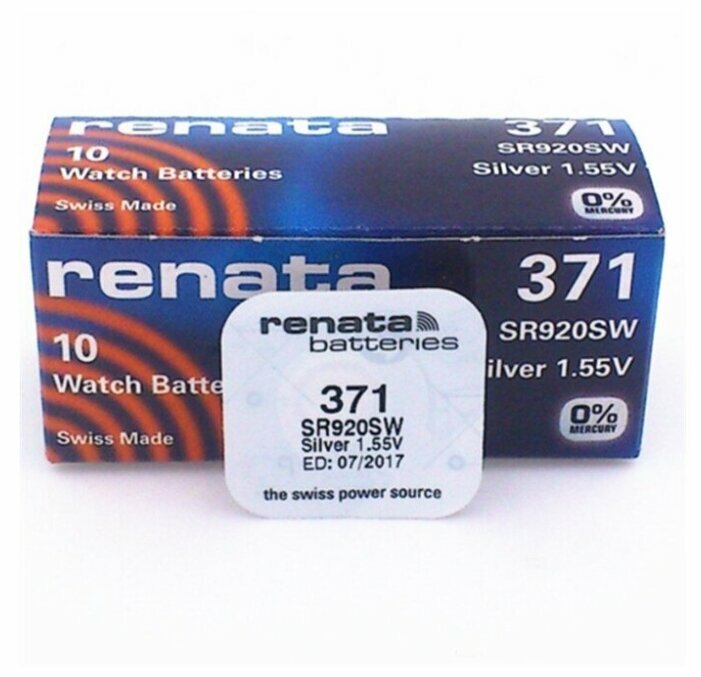 renata
371
10
SR920SW
Watch Batteries
Silver 1.55V
Swiss Made
0%
MERCURY
renata
371
10
SR920SW
Watch Batte
ilver 1.55V
Swiss Made
0%
MERCURY
renata
batteries
371
SR920SW
Silver 1.55V
ED: 07/2017
the swiss power source